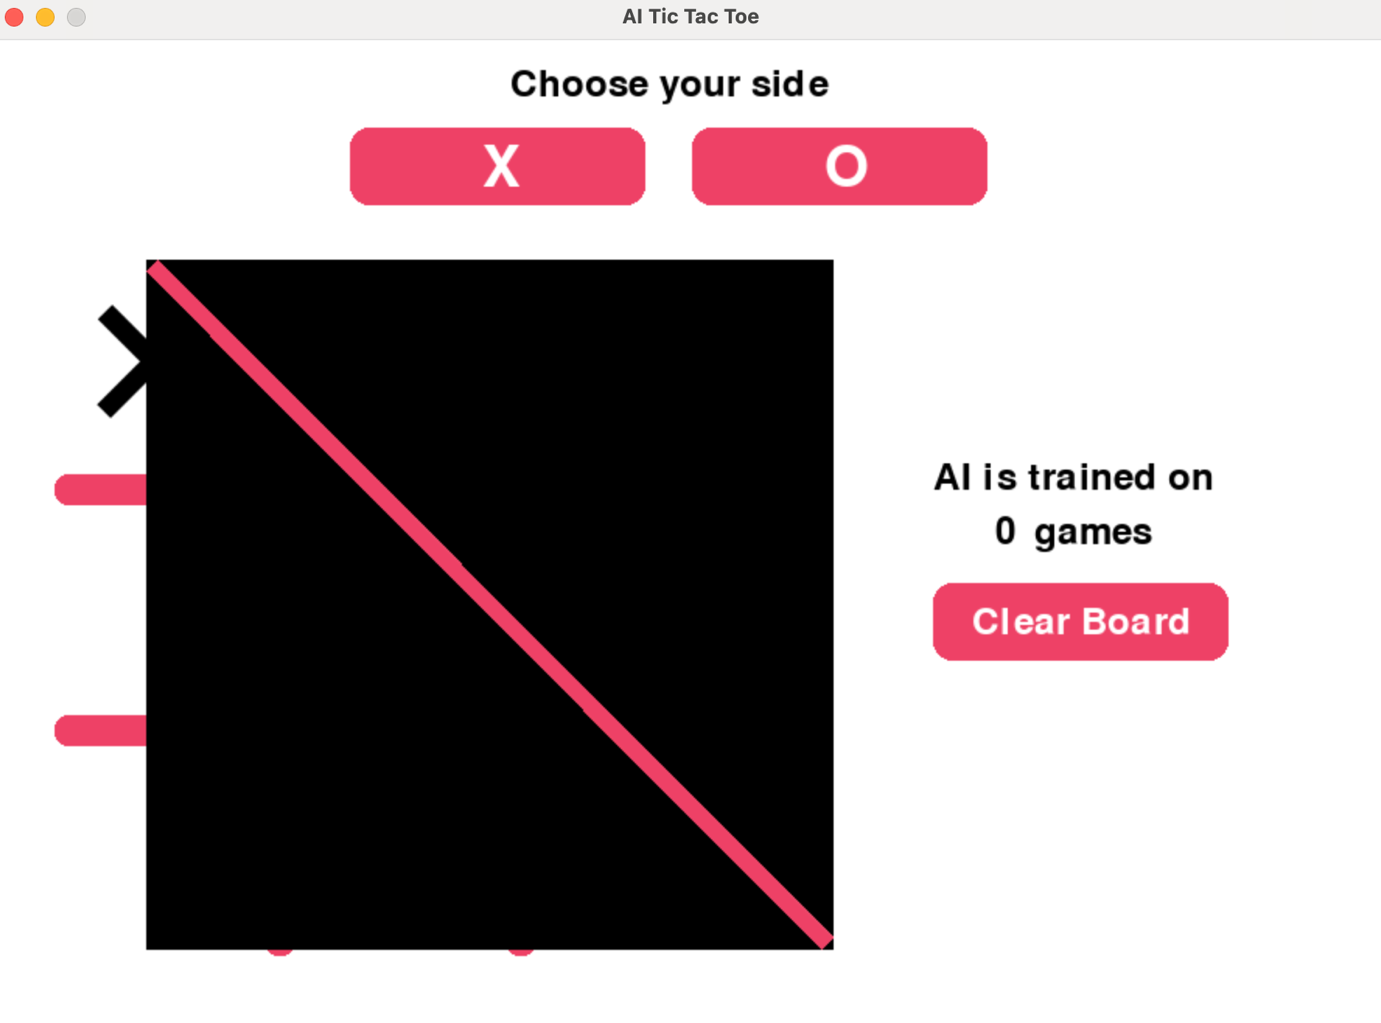 AI Tic Tac Toe
Choose your side
X O
AI is trained on
0 games
Clear Board